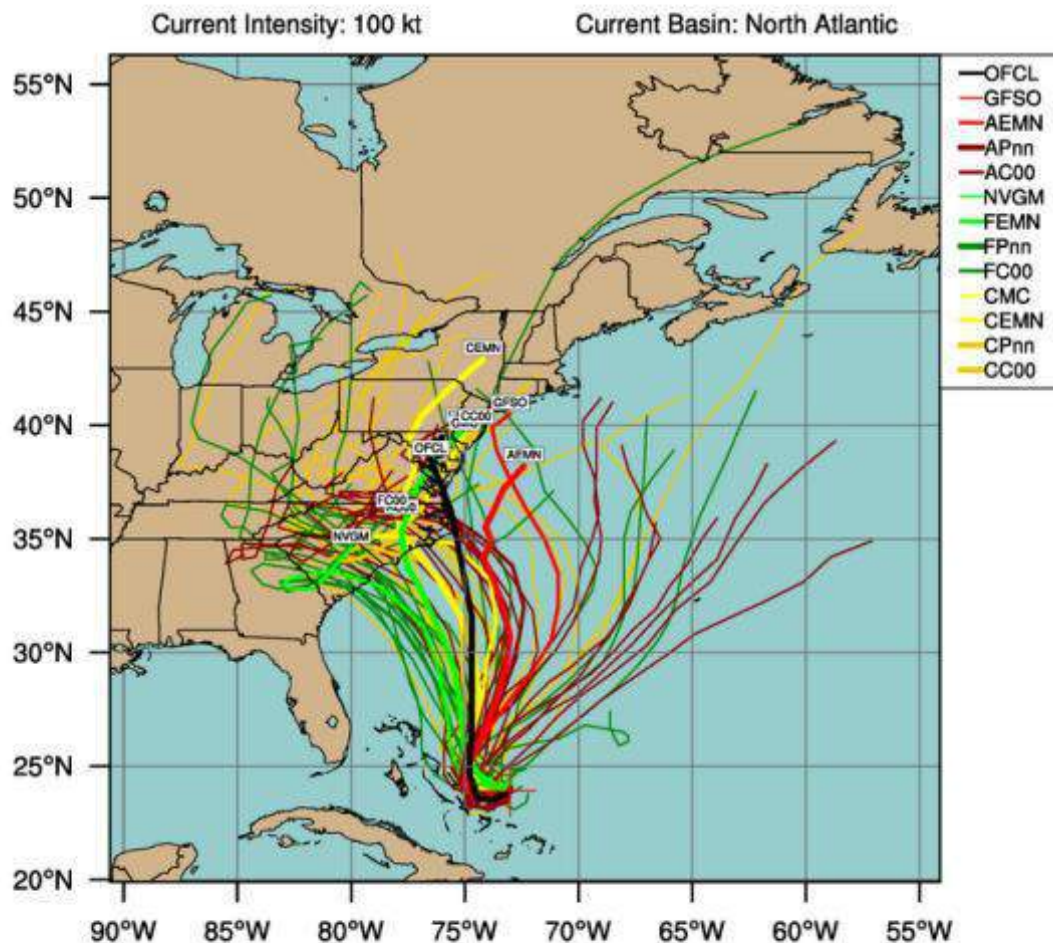 Current Intensity: 100 kt
Current Basin: North Atlantic
55°N
50°N
45°N
40°N
35°N
30°N
25°N
20°N
90°W
85°W
80°W
75°W
70°W
65°W
60°W
55°W
OFCL
GFSO
AEMN
APnn
AC00
NVGM
FEMN
FPnn
FC00
CMC
CEMN
CPnn
CC00
CEMN
GFSO
CC00
OFCL
AEMN
FC00
NVGM